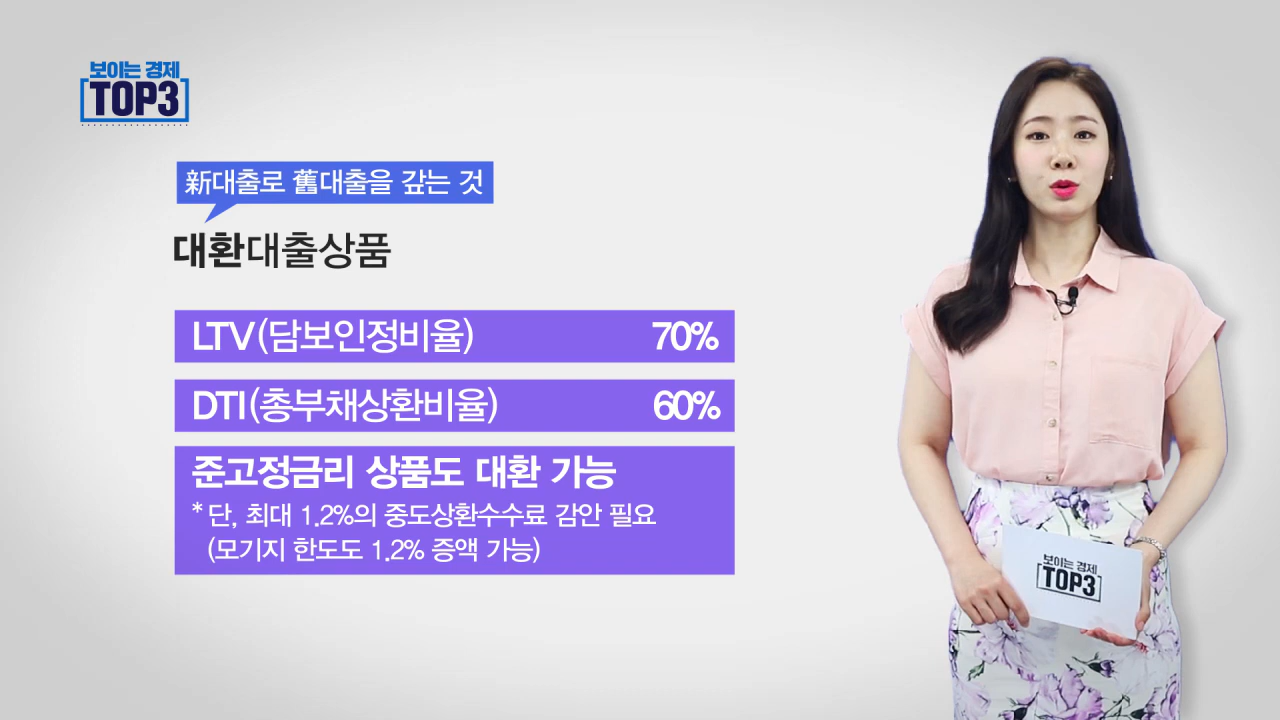 보이는 경제
TOP3
新대출로 舊대출을 갚는 것
대환대출상품
LTV(담보인정비율) 70%
DTI(총부채상환비율) 60%
준고정금리 상품도 대환 가능
* 단, 최대 1.2%의 중도상환수수료 감안 필요
(모기지 한도도 1.2% 증액 가능)
보이는 경제
TOP3